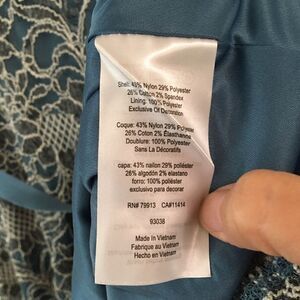 Shell: 43% Nylon 29% Polyester
26% Cotton 2% Spandex
Lining: 100% Polyester
Exclusive Of Decoration
Coque: 43% Nylon 29% Polyester
26% Coton 2% Élasthanne
Doublure: 100% Polyester
Sans La Décoratifs
capa: 43% nailon 29% poliéster
26% algodón 2% elastano
forro: 100% poliéster
exclusivo para decorar
RN# 79913 CA#11414
93038
Made In Vietnam
Fabrique au Vietnam
Hecho en Vietnam